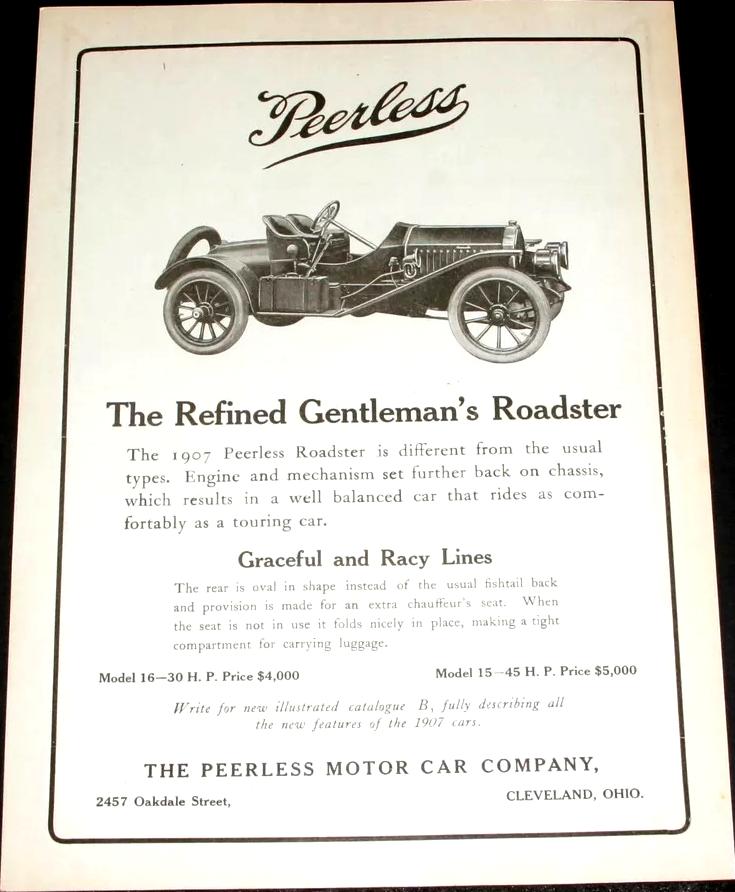 Peerless
The Refined Gentleman's Roadster
The 1907 Peerless Roadster is different from the usual
types. Engine and mechanism set further back on chassis,
which results in a well balanced car that rides as com-
fortably as a touring car.
Graceful and Racy Lines
The rear is oval in shape instead of the usual fishtail back
and provision is made for an extra chauffeur's seat. When
the seat is not in use it folds nicely in place, making a tight
compartment for carrying luggage.
Model 16—30 H. P. Price $4,000 Model 15—45 H. P. Price $5,000
Write for new illustrated catalogue B, fully describing all
the new features of the 1907 cars.
THE PEERLESS MOTOR CAR COMPANY,
2457 Oakdale Street, CLEVELAND, OHIO.